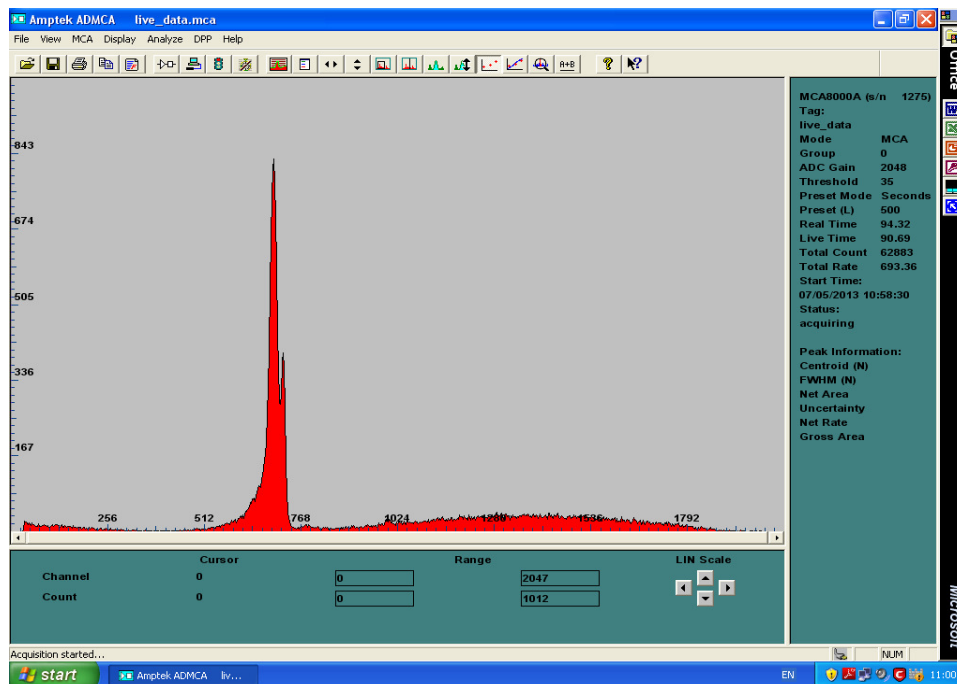 Amptek ADMCA live_data.mca
File View MCA Display Analyze DPP Help
A+B
843
674
505
336
167
256 512 768 1024 1280 1536 1792
MCA8000A (s/n 1275)
Tag:
live_data
Mode MCA
Group 0
ADC Gain 2048
Threshold 35
Preset Mode Seconds
Preset (L) 500
Real Time 94.32
Live Time 90.69
Total Count 62883
Total Rate 693.36
Start Time:
07/05/2013 10:58:30
Status:
acquiring
Peak Information:
Centroid (N)
FWHM (N)
Net Area
Uncertainty
Net Rate
Gross Area
Office
Microsoft
Cursor Range LIN Scale
Channel 0 0 2047
Count 0 0 1012
Acquisition started...
NUM
start
Amptek ADMCA liv...
EN
11:00